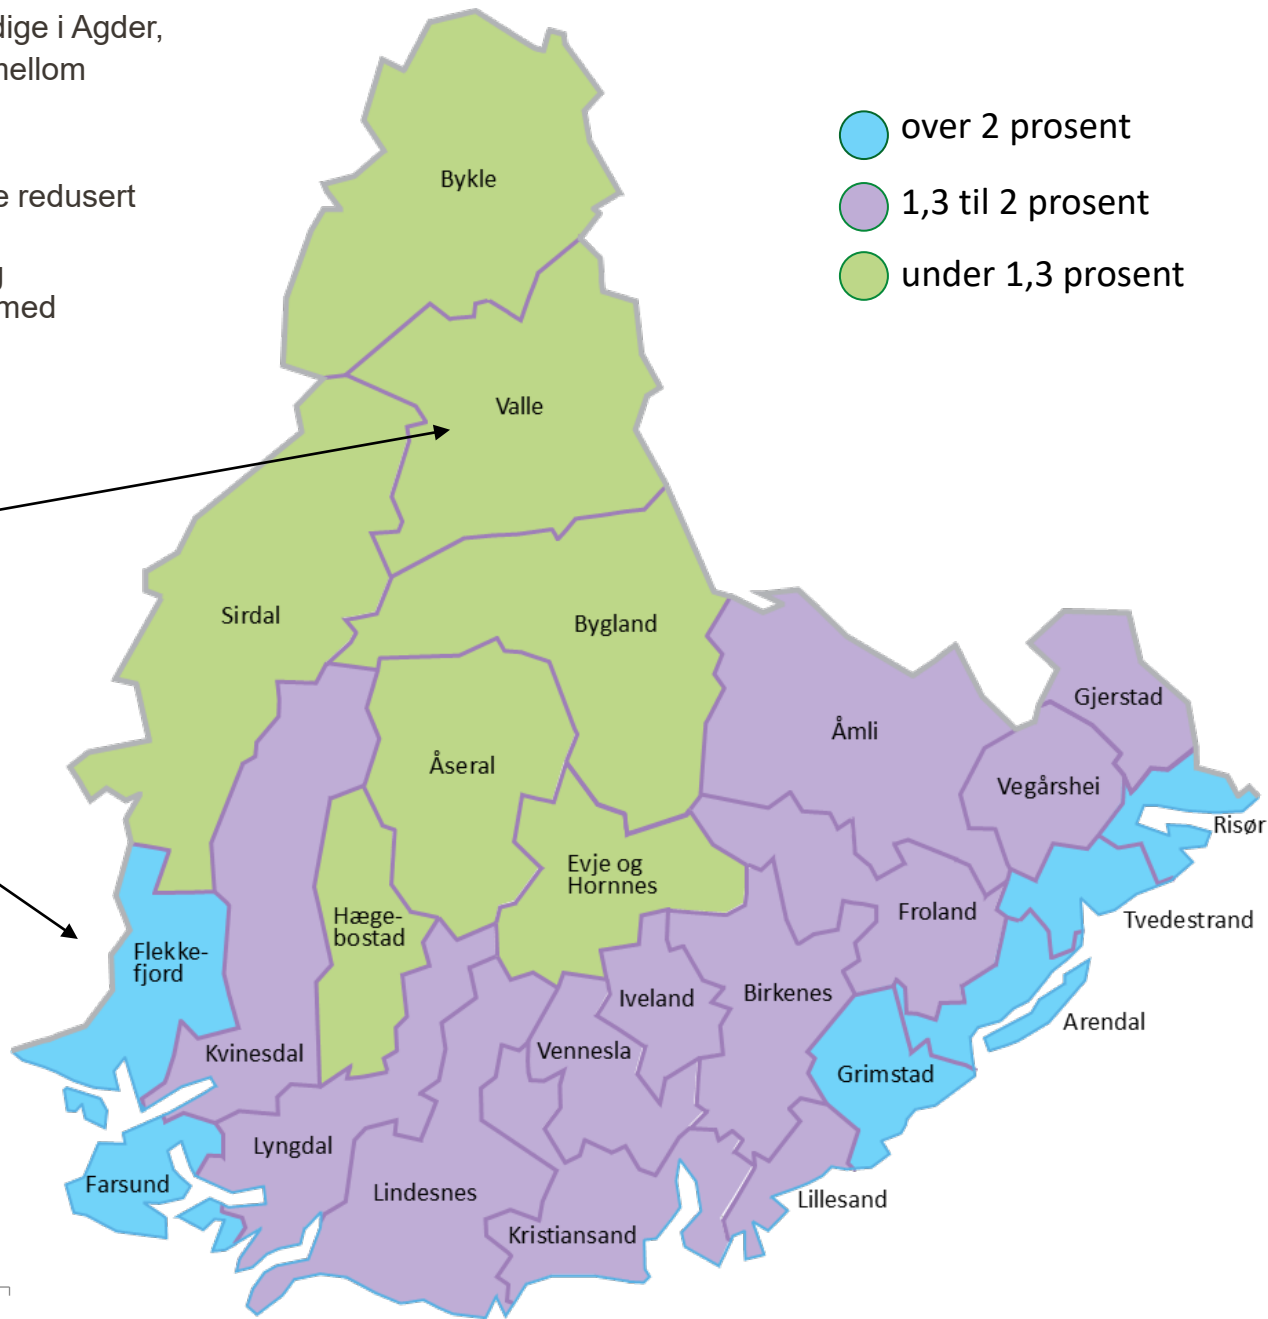 dige i Agder,
mellom
e redusert
g
med
over 2 prosent
1,3 til 2 prosent
under 1,3 prosent
Bykle
Valle
Sirdal
Bygland
Åseral
Åmli
Gjerstad
Vegårshei
Risør
Evje og
Hornnes
Hæge-
bostad
Froland
Tvedestrand
Flekke-
fjord
Iveland
Birkenes
Arendal
Kvinesdal
Vennesla
Grimstad
Lyngdal
Farsund
Lindesnes
Lillesand
Kristiansand